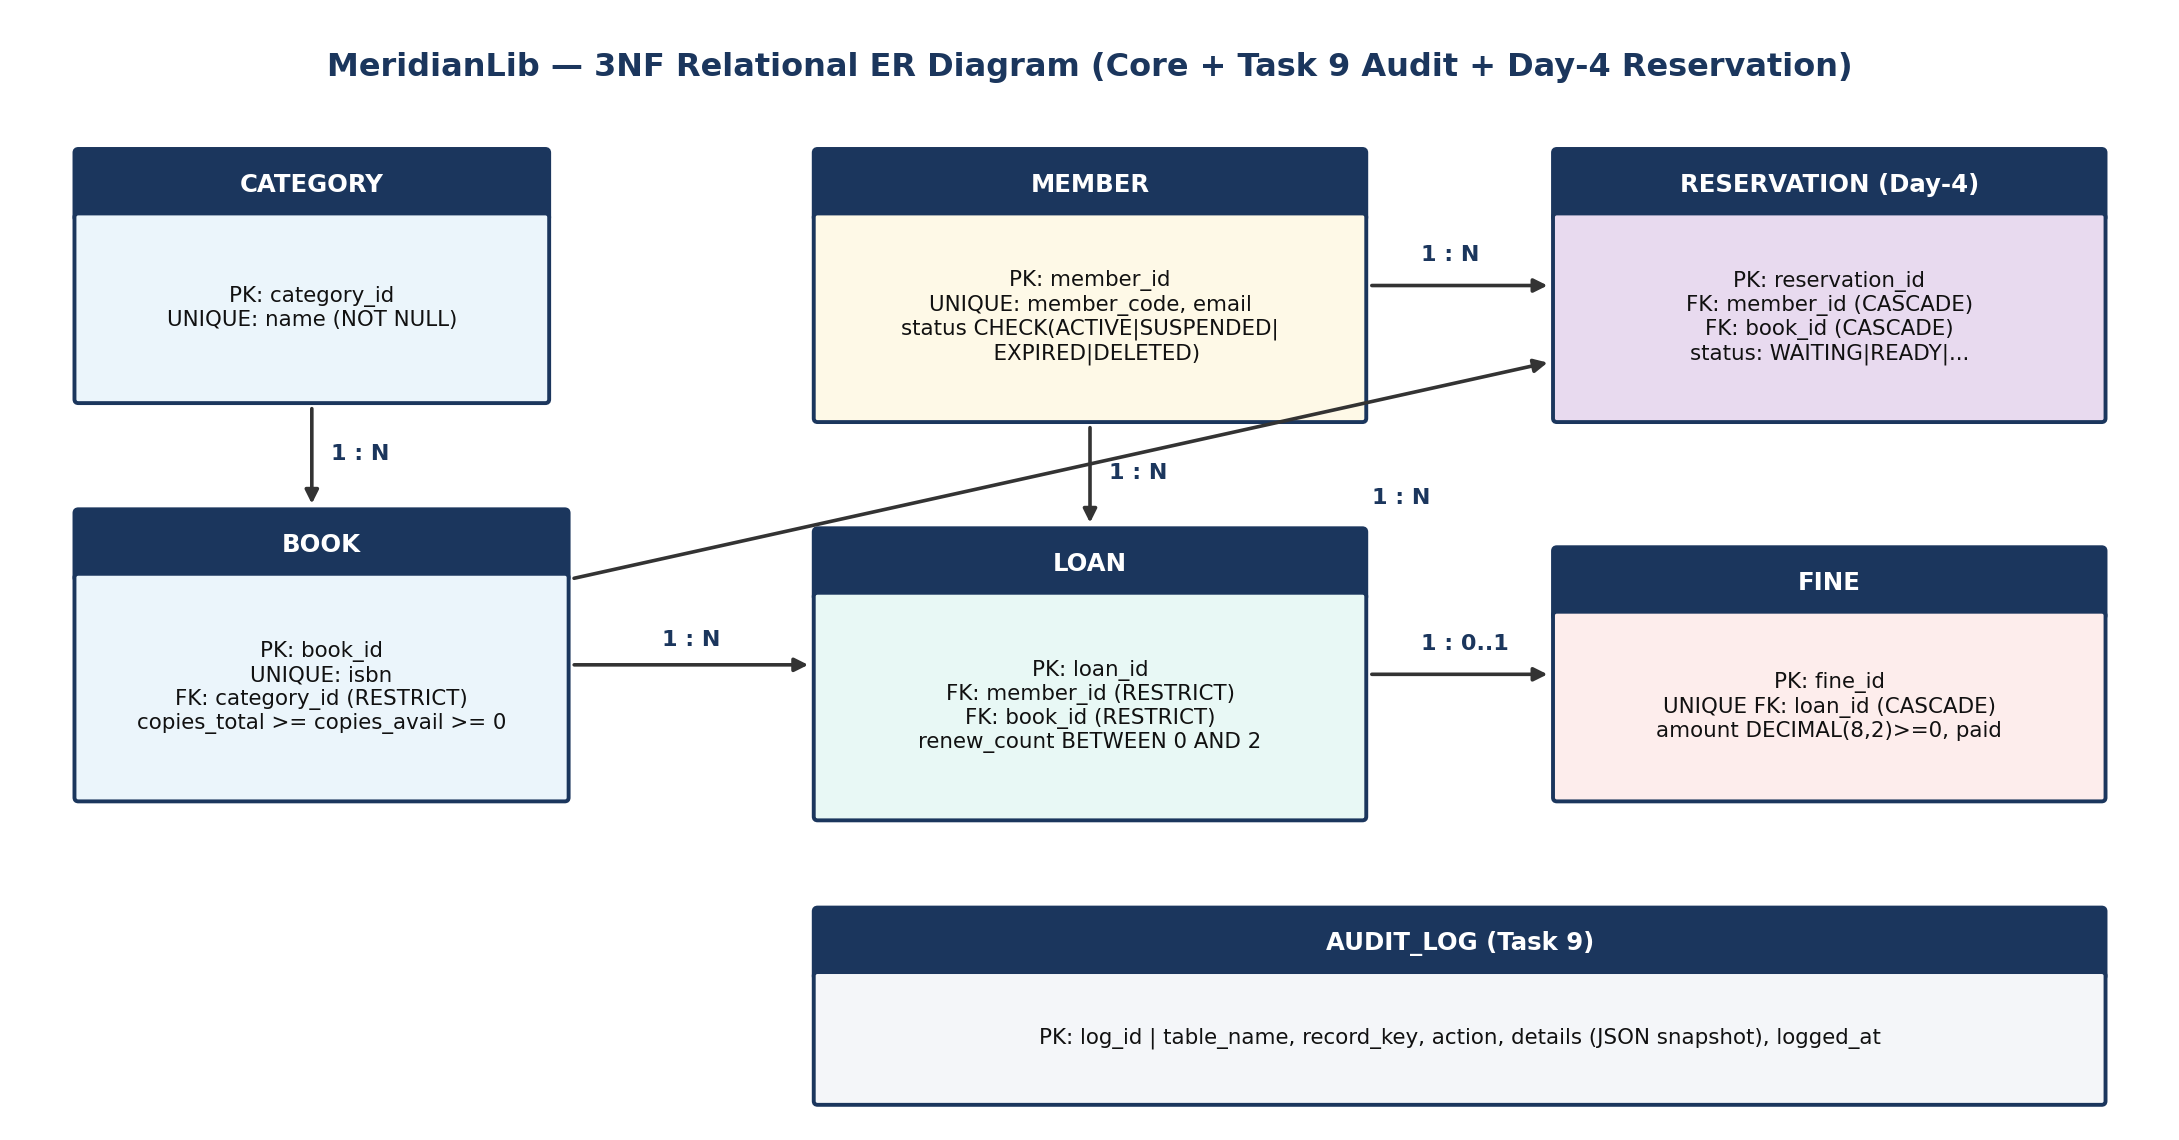 MeridianLib — 3NF Relational ER Diagram (Core + Task 9 Audit + Day-4 Reservation)
CATEGORY
PK: category_id
UNIQUE: name (NOT NULL)
MEMBER
PK: member_id
UNIQUE: member_code, email
status CHECK(ACTIVE|SUSPENDED|
EXPIRED|DELETED)
1 : N
RESERVATION (Day-4)
PK: reservation_id
FK: member_id (CASCADE)
FK: book_id (CASCADE)
status: WAITING|READY|...
1 : N
1 : N
1 : N
BOOK
PK: book_id
UNIQUE: isbn
FK: category_id (RESTRICT)
copies_total >= copies_avail >= 0
1 : N
LOAN
PK: loan_id
FK: member_id (RESTRICT)
FK: book_id (RESTRICT)
renew_count BETWEEN 0 AND 2
1 : 0..1
FINE
PK: fine_id
UNIQUE FK: loan_id (CASCADE)
amount DECIMAL(8,2)>=0, paid
AUDIT_LOG (Task 9)
PK: log_id | table_name, record_key, action, details (JSON snapshot), logged_at